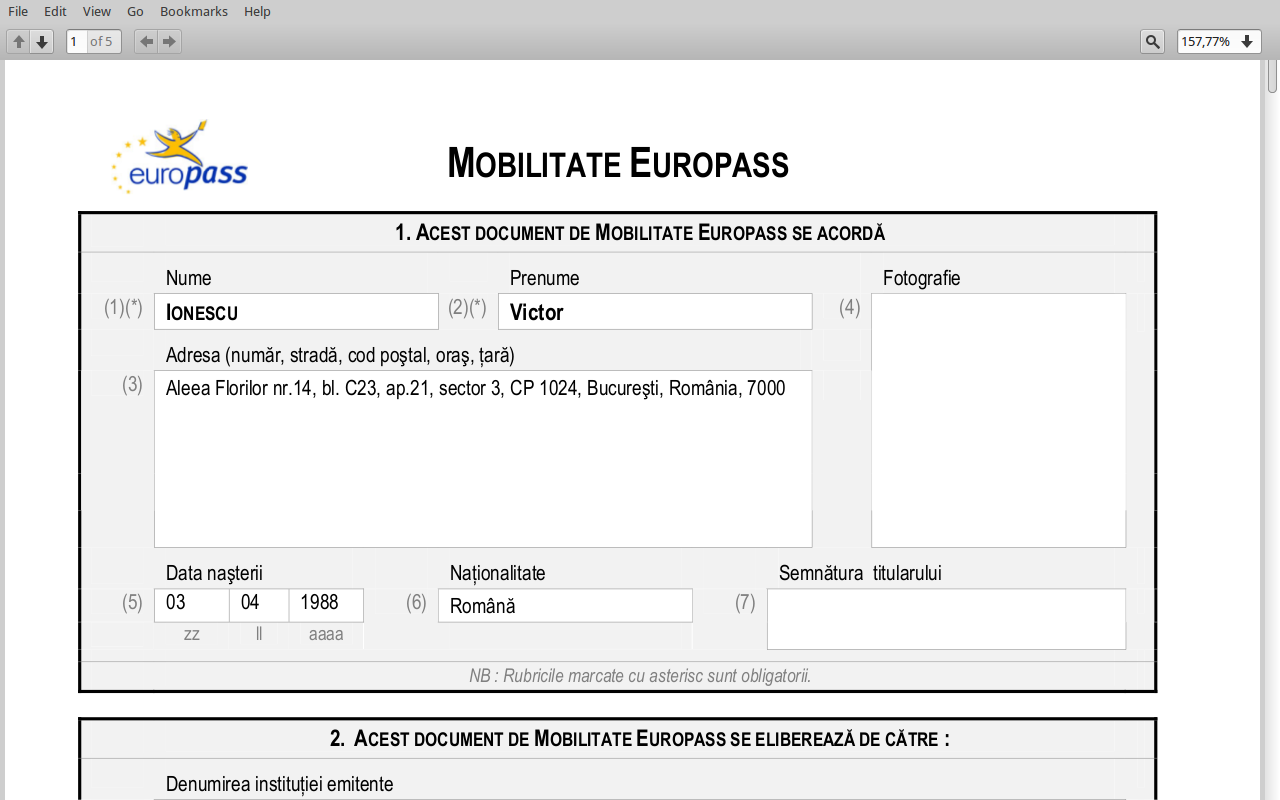 File Edit View Go Bookmarks Help
1 of 5 157,77%
europass
MOBILITATE EUROPASS
1. ACEST DOCUMENT DE MOBILITATE EUROPASS SE ACORDĂ
Nume Prenume Fotografie
(1)(*) IONESCU (2)(*) Victor (4)
Adresa (număr, stradă, cod poştal, oraş, ţară)
(3) Aleea Florilor nr.14, bl. C23, ap.21, sector 3, CP 1024, Bucureşti, România, 7000
Data naşterii Naţionalitate Semnătura titularului
(5) 03 04 1988 (6) Română (7)
zz ll aaaa
NB : Rubricile marcate cu asterisc sunt obligatorii.
2. ACEST DOCUMENT DE MOBILITATE EUROPASS SE ELIBEREAZĂ DE CĂTRE :
Denumirea instituţiei emitente